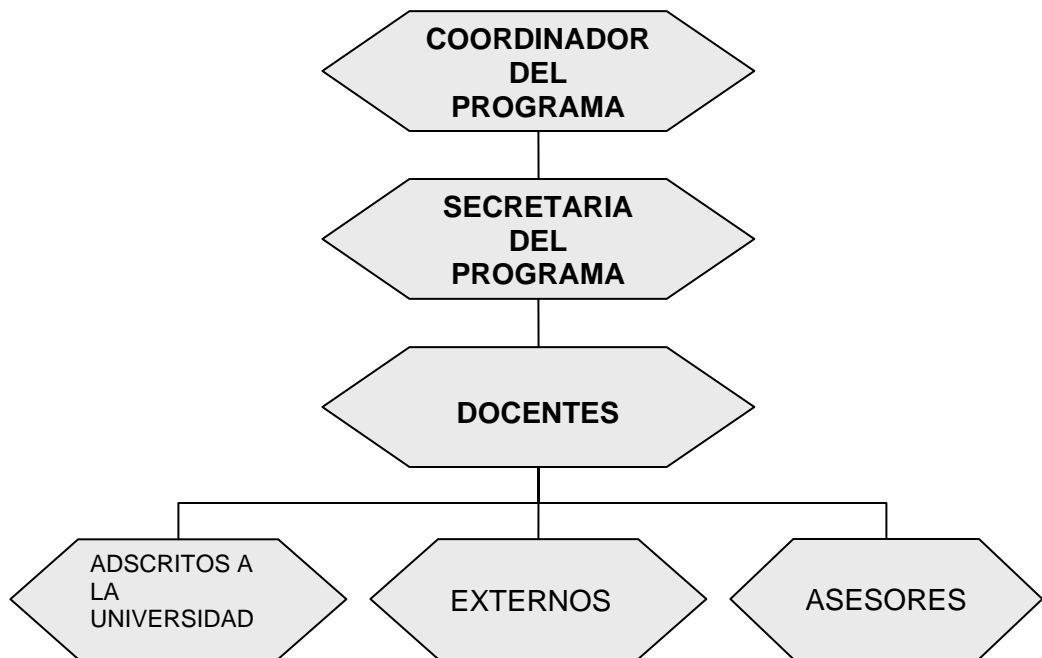 COORDINADOR
DEL
PROGRAMA
SECRETARIA
DEL
PROGRAMA
DOCENTES
ADSCRITOS A
LA
UNIVERSIDAD
EXTERNOS
ASESORES